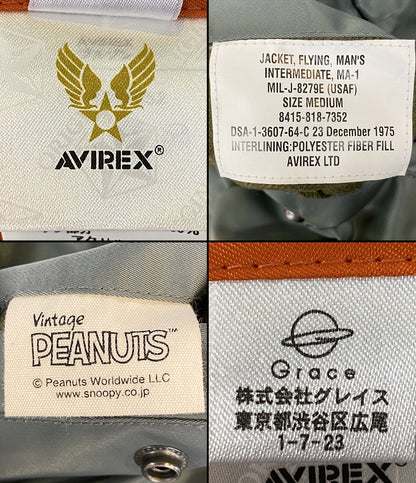 AVIREX®
JACKET, FLYING, MAN'S
INTERMEDIATE, MA-1
MIL-J-8279E (USAF)
SIZE MEDIUM
8415-818-7352
DSA-1-3607-64-C 23 December 1975
INTERLINING:POLYESTER FIBER FILL
AVIREX LTD
Vintage
PEANUTS™
© Peanuts Worldwide LLC
www.snoopy.co.jp
Grace
株式会社グレイス
東京都渋谷区広尾
1-7-23
AVIREX